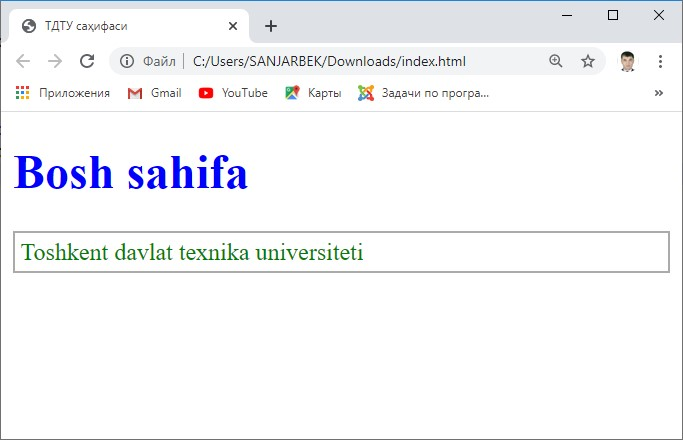 ТДТУ саҳифаси
Файл C:/Users/SANJARBEK/Downloads/index.html
Приложения Gmail YouTube Карты Задачи по програ...
Bosh sahifa
Toshkent davlat texnika universiteti